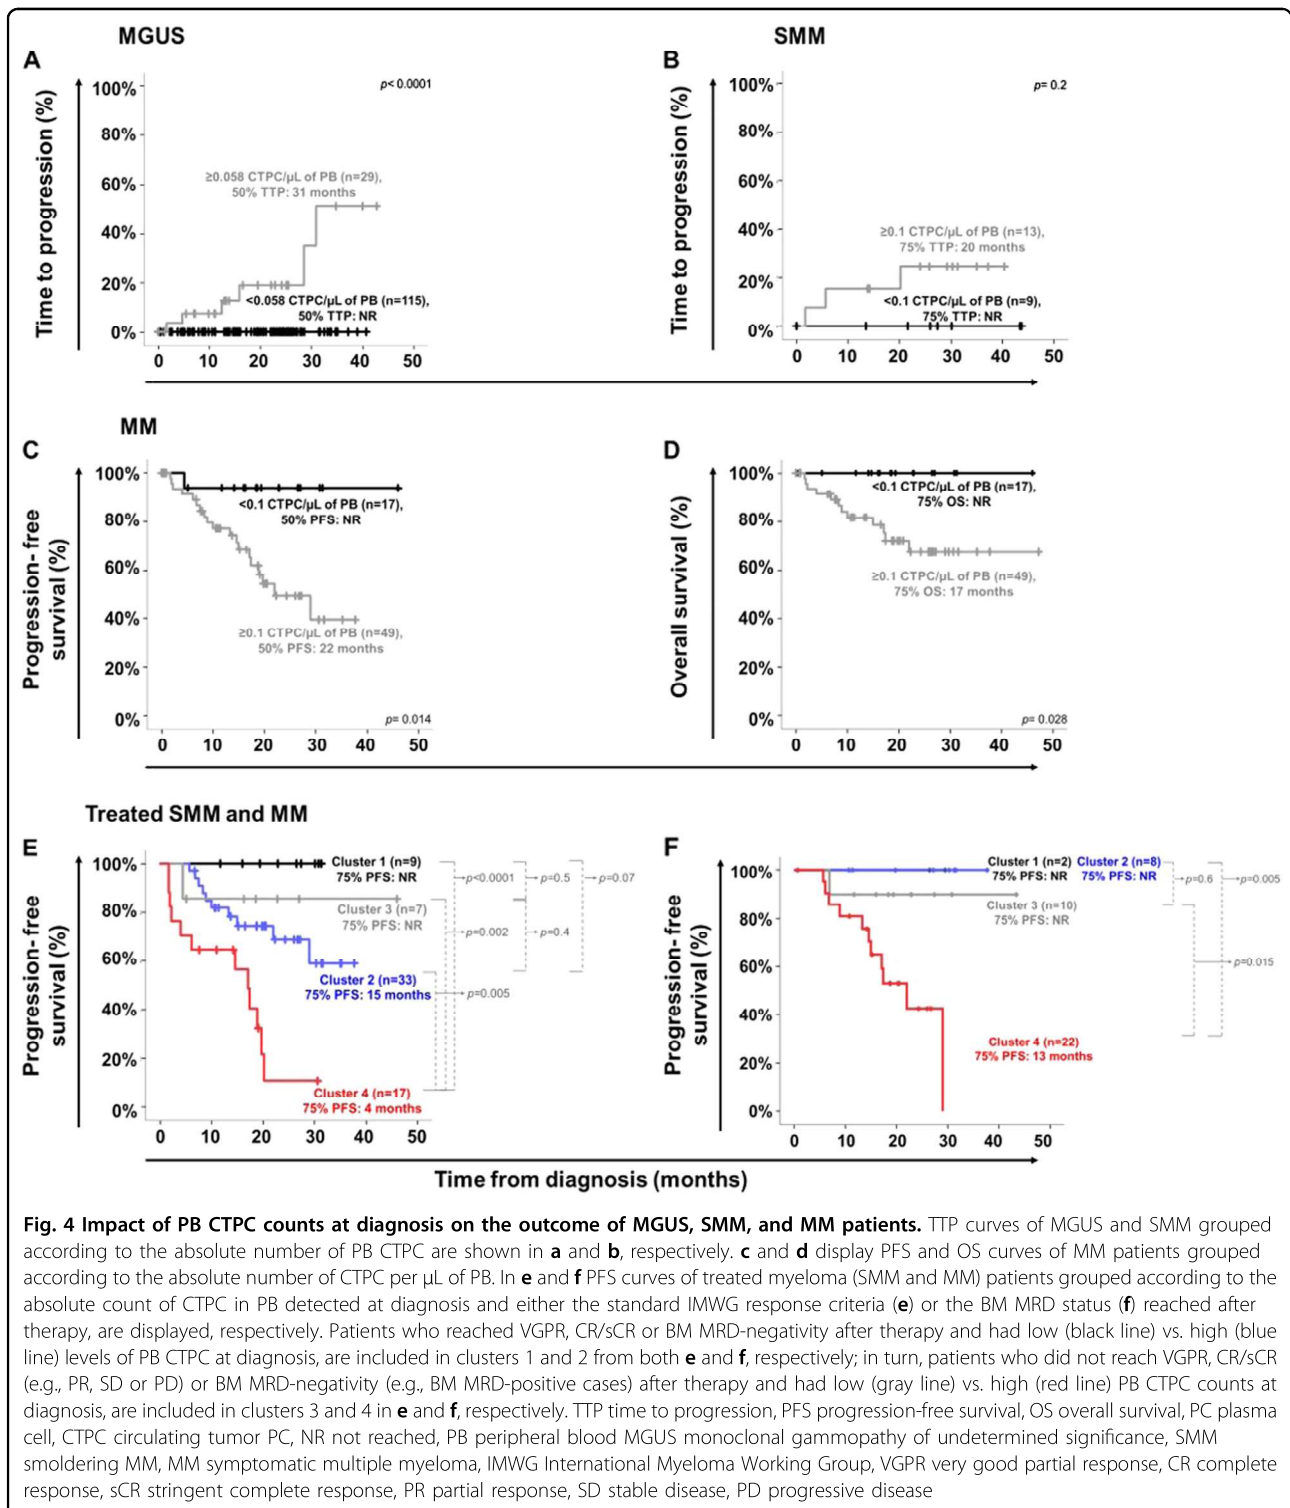 MGUS
A
Time to progression (%)
100%
80%
60%
40%
20%
0%
p< 0.0001
≥0.058 CTPC/µL of PB (n=29),
50% TTP: 31 months
<0.058 CTPC/µL of PB (n=115),
50% TTP: NR
0 10 20 30 40 50
SMM
B
Time to progression (%)
100%
80%
60%
40%
20%
0%
p= 0.2
≥0.1 CTPC/µL of PB (n=13),
75% TTP: 20 months
<0.1 CTPC/µL of PB (n=9),
75% TTP: NR
0 10 20 30 40 50
MM
C
Progression- free
survival (%)
100%
80%
60%
40%
20%
0%
<0.1 CTPC/µL of PB (n=17),
50% PFS: NR
≥0.1 CTPC/µL of PB (n=49),
50% PFS: 22 months
p= 0.014
0 10 20 30 40 50
D
Overall survival (%)
100%
80%
60%
40%
20%
0%
<0.1 CTPC/µL of PB (n=17),
75% OS: NR
≥0.1 CTPC/µL of PB (n=49),
75% OS: 17 months
p= 0.028
0 10 20 30 40 50
Treated SMM and MM
E
Progression- free
survival (%)
100%
80%
60%
40%
20%
0%
Cluster 1 (n=9)
75% PFS: NR
Cluster 3 (n=7)
75% PFS: NR
Cluster 2 (n=33)
75% PFS: 15 months
Cluster 4 (n=17)
75% PFS: 4 months
p<0.0001
p=0.5
p=0.07
p=0.002
p=0.4
p=0.005
0 10 20 30 40 50
F
Progression- free
survival (%)
100%
80%
60%
40%
20%
0%
Cluster 1 (n=2) Cluster 2 (n=8)
75% PFS: NR 75% PFS: NR
Cluster 3 (n=10)
75% PFS: NR
Cluster 4 (n=22)
75% PFS: 13 months
p=0.6
p=0.005
p=0.015
0 10 20 30 40 50
Time from diagnosis (months)
Fig. 4 Impact of PB CTPC counts at diagnosis on the outcome of MGUS, SMM, and MM patients. TTP curves of MGUS and SMM grouped
according to the absolute number of PB CTPC are shown in a and b, respectively. c and d display PFS and OS curves of MM patients grouped
according to the absolute number of CTPC per µL of PB. In e and f PFS curves of treated myeloma (SMM and MM) patients grouped according to the
absolute count of CTPC in PB detected at diagnosis and either the standard IMWG response criteria (e) or the BM MRD status (f) reached after
therapy, are displayed, respectively. Patients who reached VGPR, CR/sCR or BM MRD-negativity after therapy and had low (black line) vs. high (blue
line) levels of PB CTPC at diagnosis, are included in clusters 1 and 2 from both e and f, respectively; in turn, patients who did not reach VGPR, CR/sCR
(e.g., PR, SD or PD) or BM MRD-negativity (e.g., BM MRD-positive cases) after therapy and had low (gray line) vs. high (red line) PB CTPC counts at
diagnosis, are included in clusters 3 and 4 in e and f, respectively. TTP time to progression, PFS progression-free survival, OS overall survival, PC plasma
cell, CTPC circulating tumor PC, NR not reached, PB peripheral blood MGUS monoclonal gammopathy of undetermined significance, SMM
smoldering MM, MM symptomatic multiple myeloma, IMWG International Myeloma Working Group, VGPR very good partial response, CR complete
response, sCR stringent complete response, PR partial response, SD stable disease, PD progressive disease